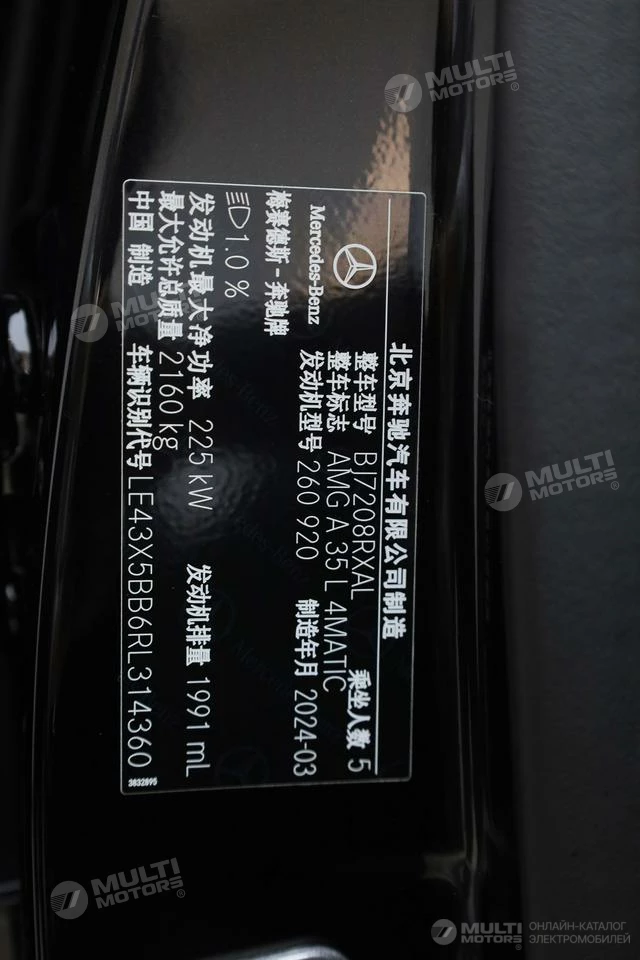 北京奔驰汽车有限公司制造
Mercedes-Benz
梅赛德斯-奔驰牌
整车型号 BJ7208RXAL 乘坐人数 5
整车标志 AMG A 35 L 4MATIC
发动机型号 260 920 制造年月 2024-03
1.0 %
发动机最大净功率 225 kW 发动机排量 1991 mL
最大允许总质量 2160 kg
中国 制造 车辆识别代号 LE43X5BB6RL314360
3832895
MULTI
MOTORS®
MULTI
MOTORS®
MULTI
MOTORS®
MULTI
MOTORS® ОНЛАЙН-КАТАЛОГ
ЭЛЕКТРОМОБИЛЕЙ